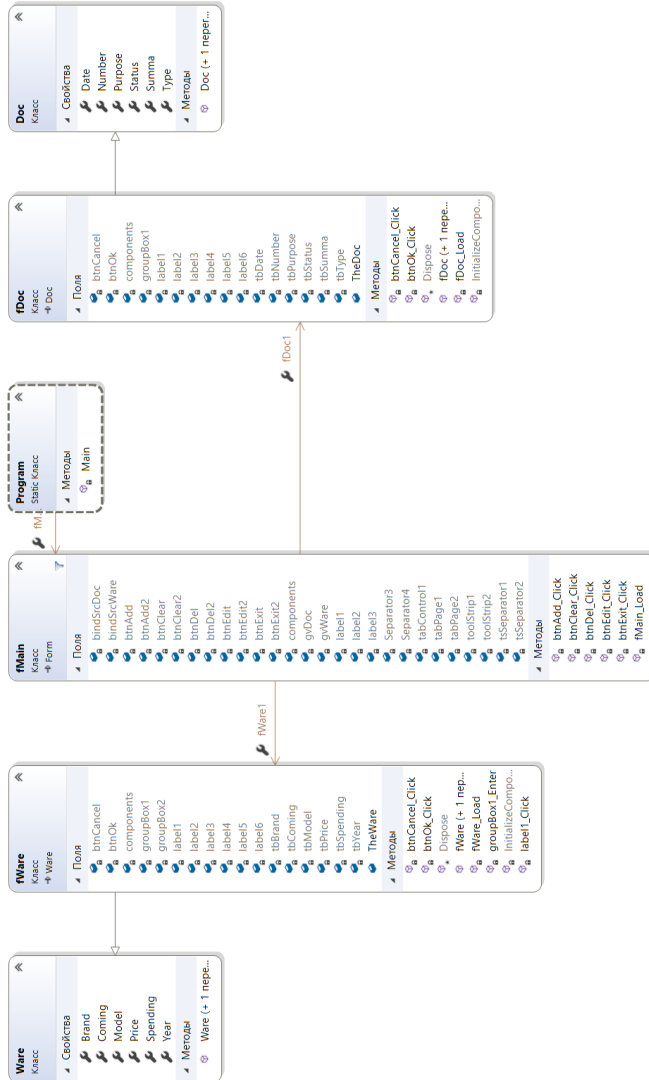 Ware
Класс
Свойства
Brand
Coming
Model
Price
Spending
Year
Методы
Ware (+ 1 пере...
fWare
Класс
Ware
Поля
btnCancel
btnOk
components
groupBox1
groupBox2
label1
label2
label3
label4
label5
label6
tbBrand
tbComing
tbModel
tbPrice
tbSpending
tbYear
TheWare
Методы
btnCancel_Click
btnOk_Click
Dispose
fWare (+ 1 пер...
fWare_Load
groupBox1_Enter
InitializeCompo...
label1_Click
fWare1
fMain
Класс
Form
Поля
bindSrcDoc
bindSrcWare
btnAdd
btnAdd2
btnClear
btnClear2
btnDel
btnDel2
btnEdit
btnEdit2
btnExit
btnExit2
components
gvDoc
gvWare
label1
label2
label3
Separator3
Separator4
tabControl1
tabPage1
tabPage2
toolStrip1
toolStrip2
tsSeparator1
tsSeparator2
Методы
btnAdd_Click
btnClear_Click
btnDel_Click
btnEdit_Click
btnExit_Click
fMain_Load
fM...
Program
Static Класс
Методы
Main
fDoc1
fDoc
Класс
Doc
Поля
btnCancel
btnOk
components
groupBox1
label1
label2
label3
label4
label5
label6
tbDate
tbNumber
tbPurpose
tbStatus
tbSumma
tbType
TheDoc
Методы
btnCancel_Click
btnOk_Click
Dispose
fDoc (+ 1 пере...
fDoc_Load
InitializeCompo...
Doc
Класс
Свойства
Date
Number
Purpose
Status
Summa
Type
Методы
Doc (+ 1 перег...